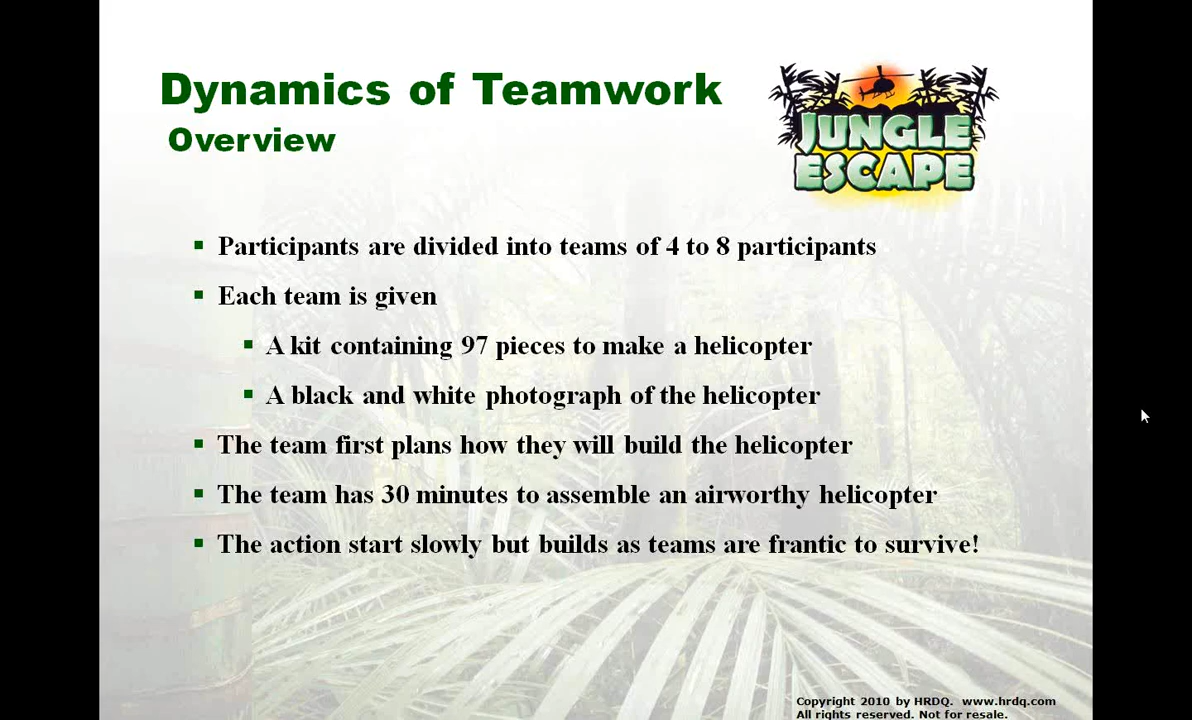 Dynamics of Teamwork
Overview
JUNGLE
ESCAPE
Participants are divided into teams of 4 to 8 participants
Each team is given
A kit containing 97 pieces to make a helicopter
A black and white photograph of the helicopter
The team first plans how they will build the helicopter
The team has 30 minutes to assemble an airworthy helicopter
The action start slowly but builds as teams are frantic to survive!
Copyright 2010 by HRDQ. www.hrdq.com
All rights reserved. Not for resale.